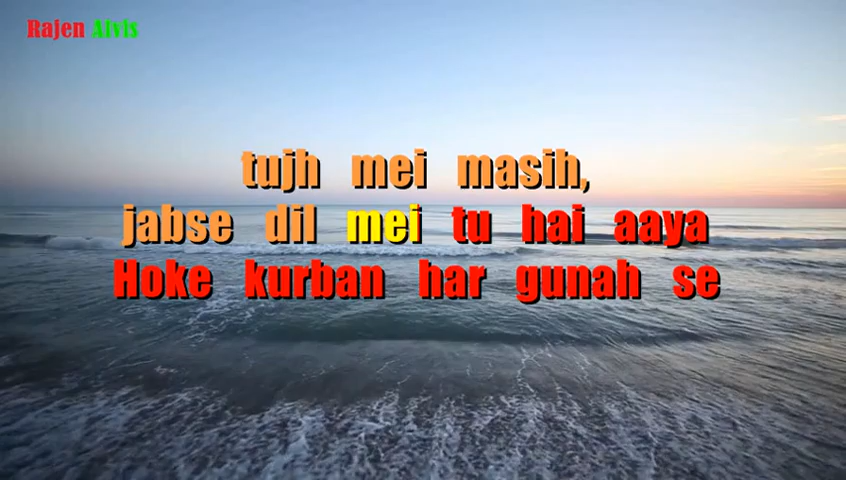 Rajen Alvis
tujh mei masih,
jabse dil mei tu hai aaya
Hoke kurban har gunah se